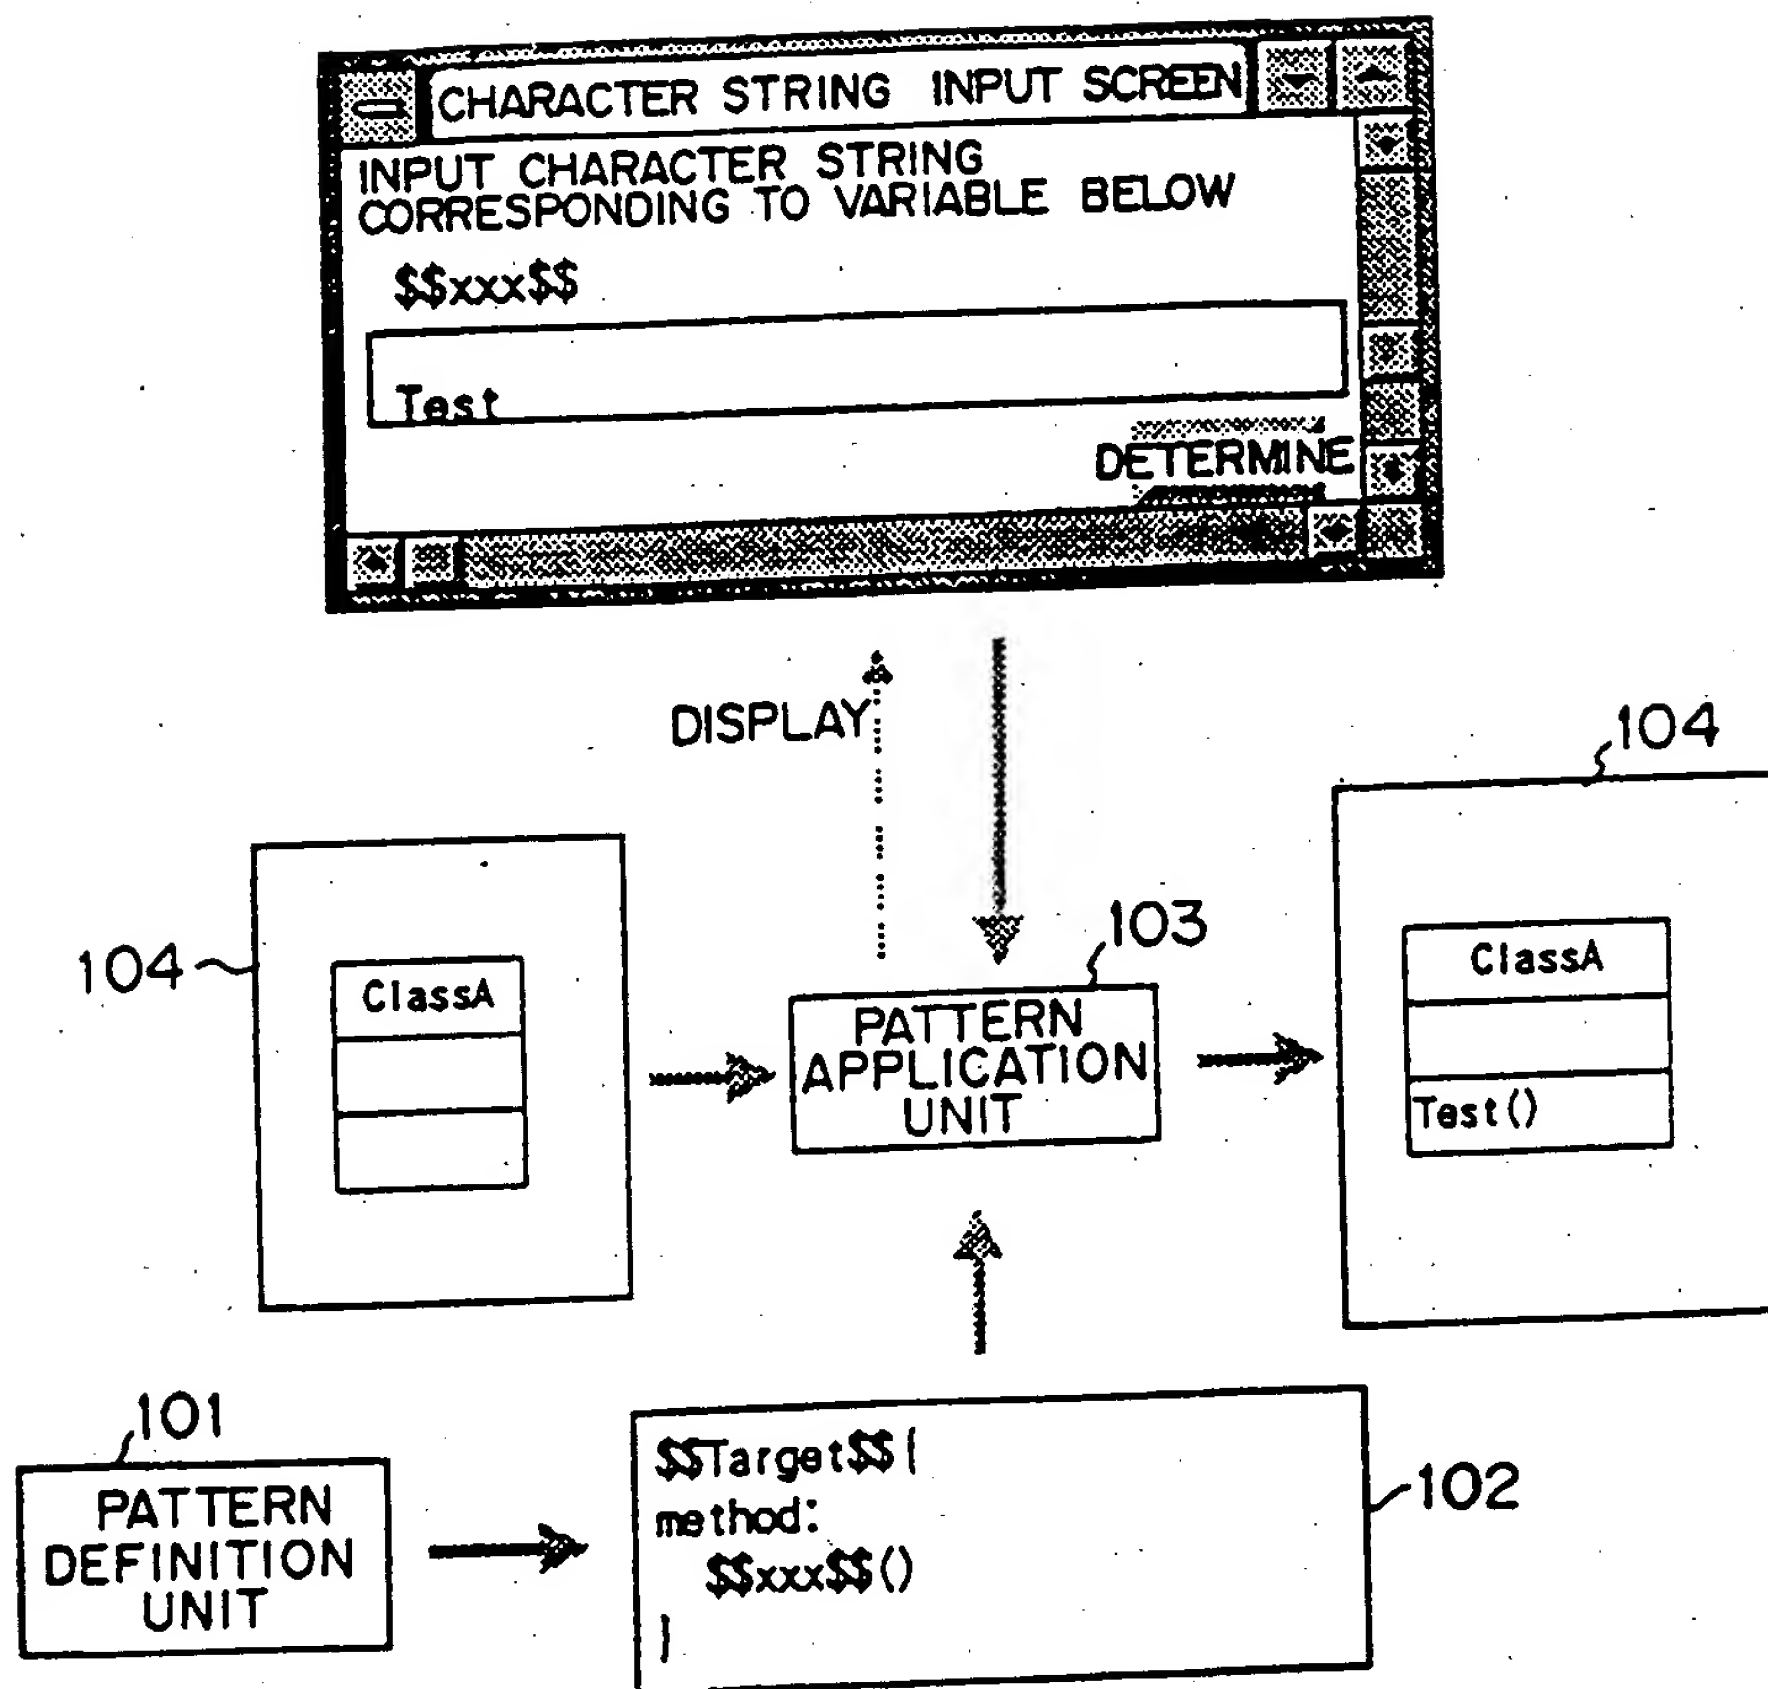 CHARACTER STRING INPUT SCREEN
INPUT CHARACTER STRING
CORRESPONDING TO VARIABLE BELOW
$$xxx$$
Test
DETERMINE
DISPLAY
104
104
ClassA
103
PATTERN
APPLICATION
UNIT
ClassA
Test()
101
PATTERN
DEFINITION
UNIT
$$Target$$ {
method:
$$xxx$$()
}
102